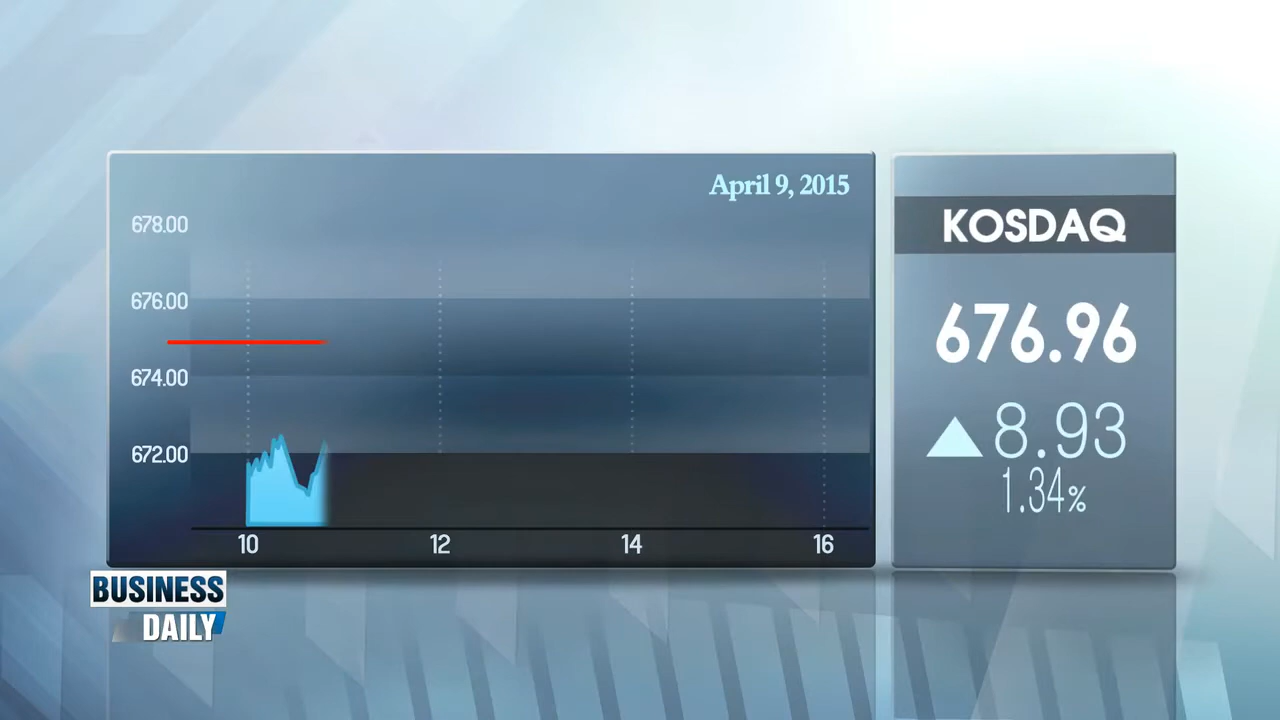 April 9, 2015
678.00
676.00
674.00
672.00
10 12 14 16
KOSDAQ
676.96
▲8.93
1.34%
BUSINESS
DAILY